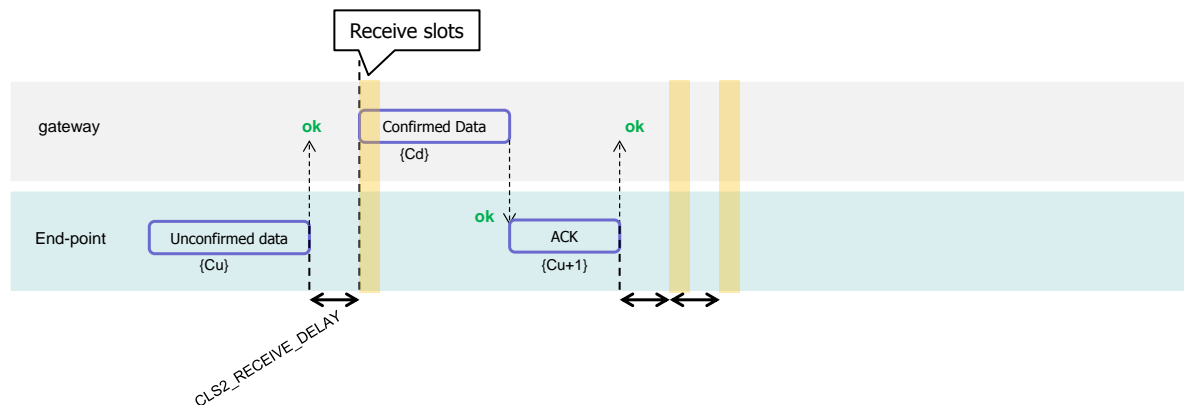 Receive slots
gateway
ok
Confirmed Data
ok
{Cd}
ok
End-point
Unconfirmed data
ACK
{Cu}
{Cu+1}
CLS2_RECEIVE_DELAY